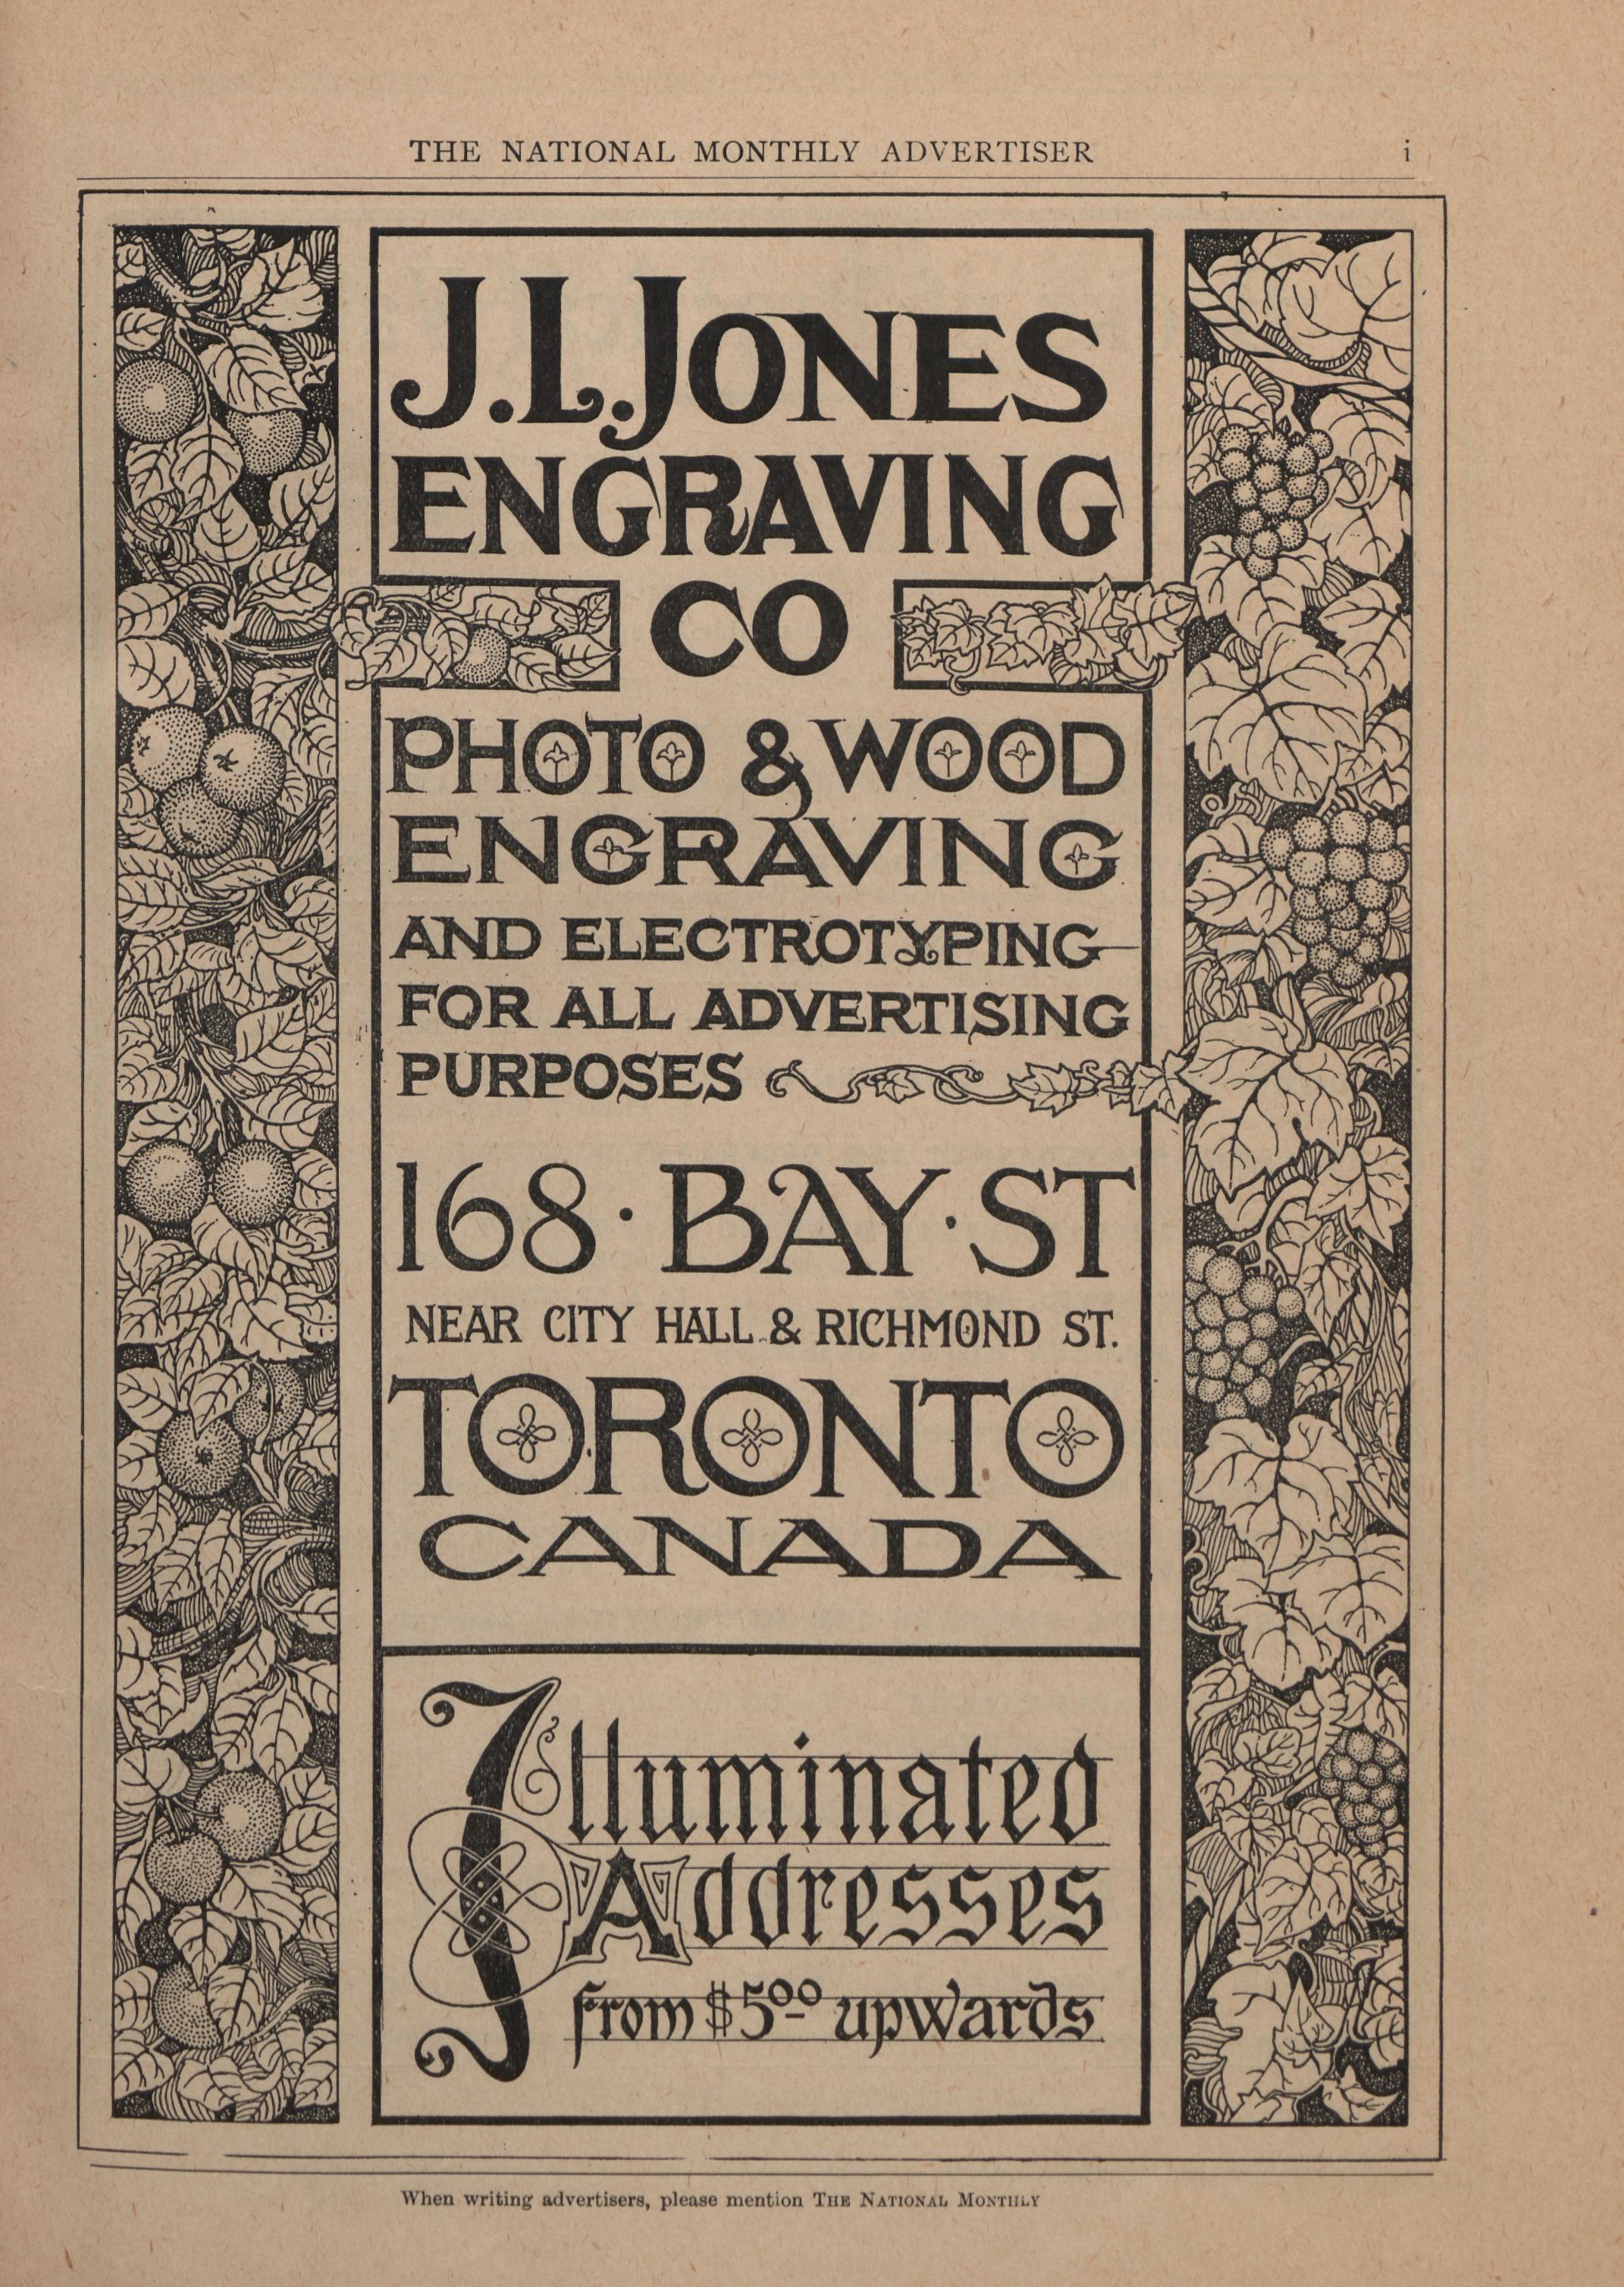 THE NATIONAL MONTHLY ADVERTISER i
J. L. JONES
ENGRAVING
CO
PHOTO & WOOD
ENGRAVING
AND ELECTROTYPING
FOR ALL ADVERTISING
PURPOSES
168 · BAY · ST
NEAR CITY HALL & RICHMOND ST.
TORONTO
CANADA
Illuminated
Addresses
from $5 00 upwards
When writing advertisers, please mention THE NATIONAL MONTHLY